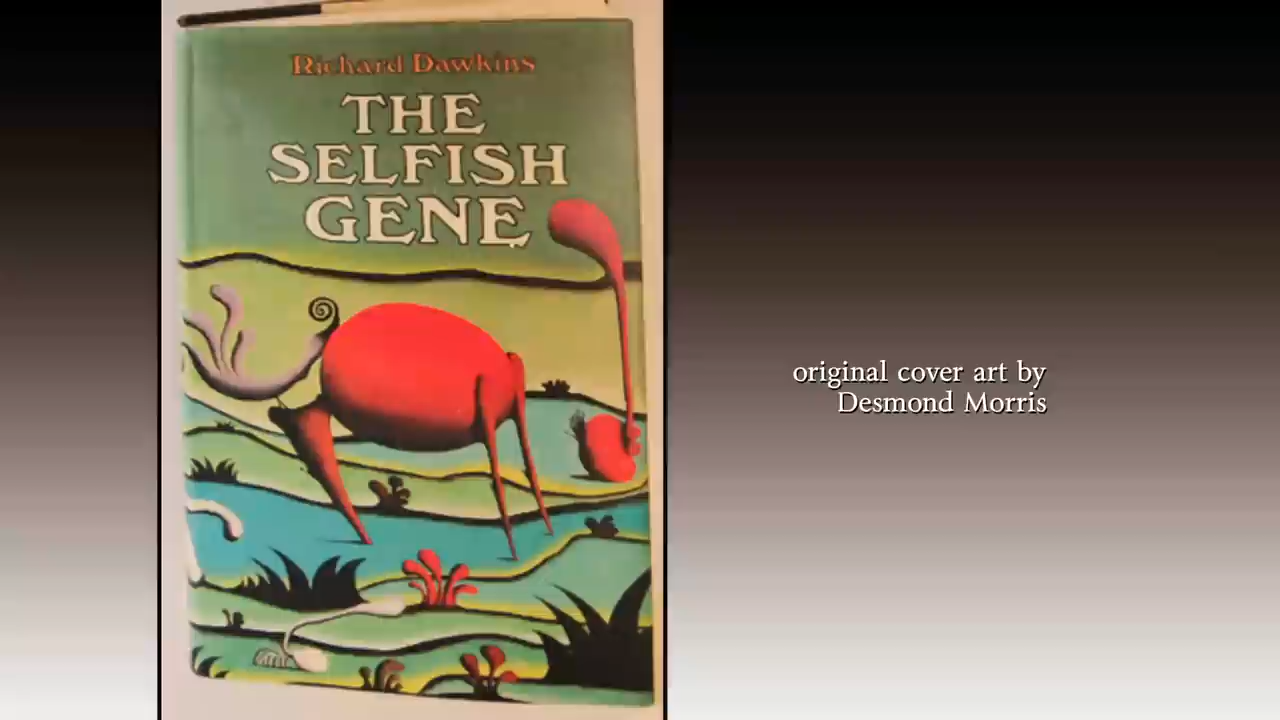 Richard Dawkins
THE
SELFISH
GENE
original cover art by
Desmond Morris